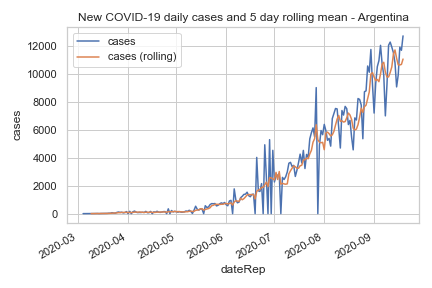 New COVID-19 daily cases and 5 day rolling mean - Argentina
cases
cases (rolling)
12000
10000
8000
6000
4000
2000
0
cases
2020-03
2020-04
2020-05
2020-06
2020-07
2020-08
2020-09
dateRep